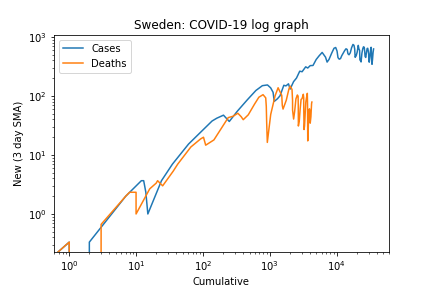 Sweden: COVID-19 log graph
Cases
Deaths
New (3 day SMA)
10³
10²
10¹
10⁰
10⁰ 10¹ 10² 10³ 10⁴
Cumulative